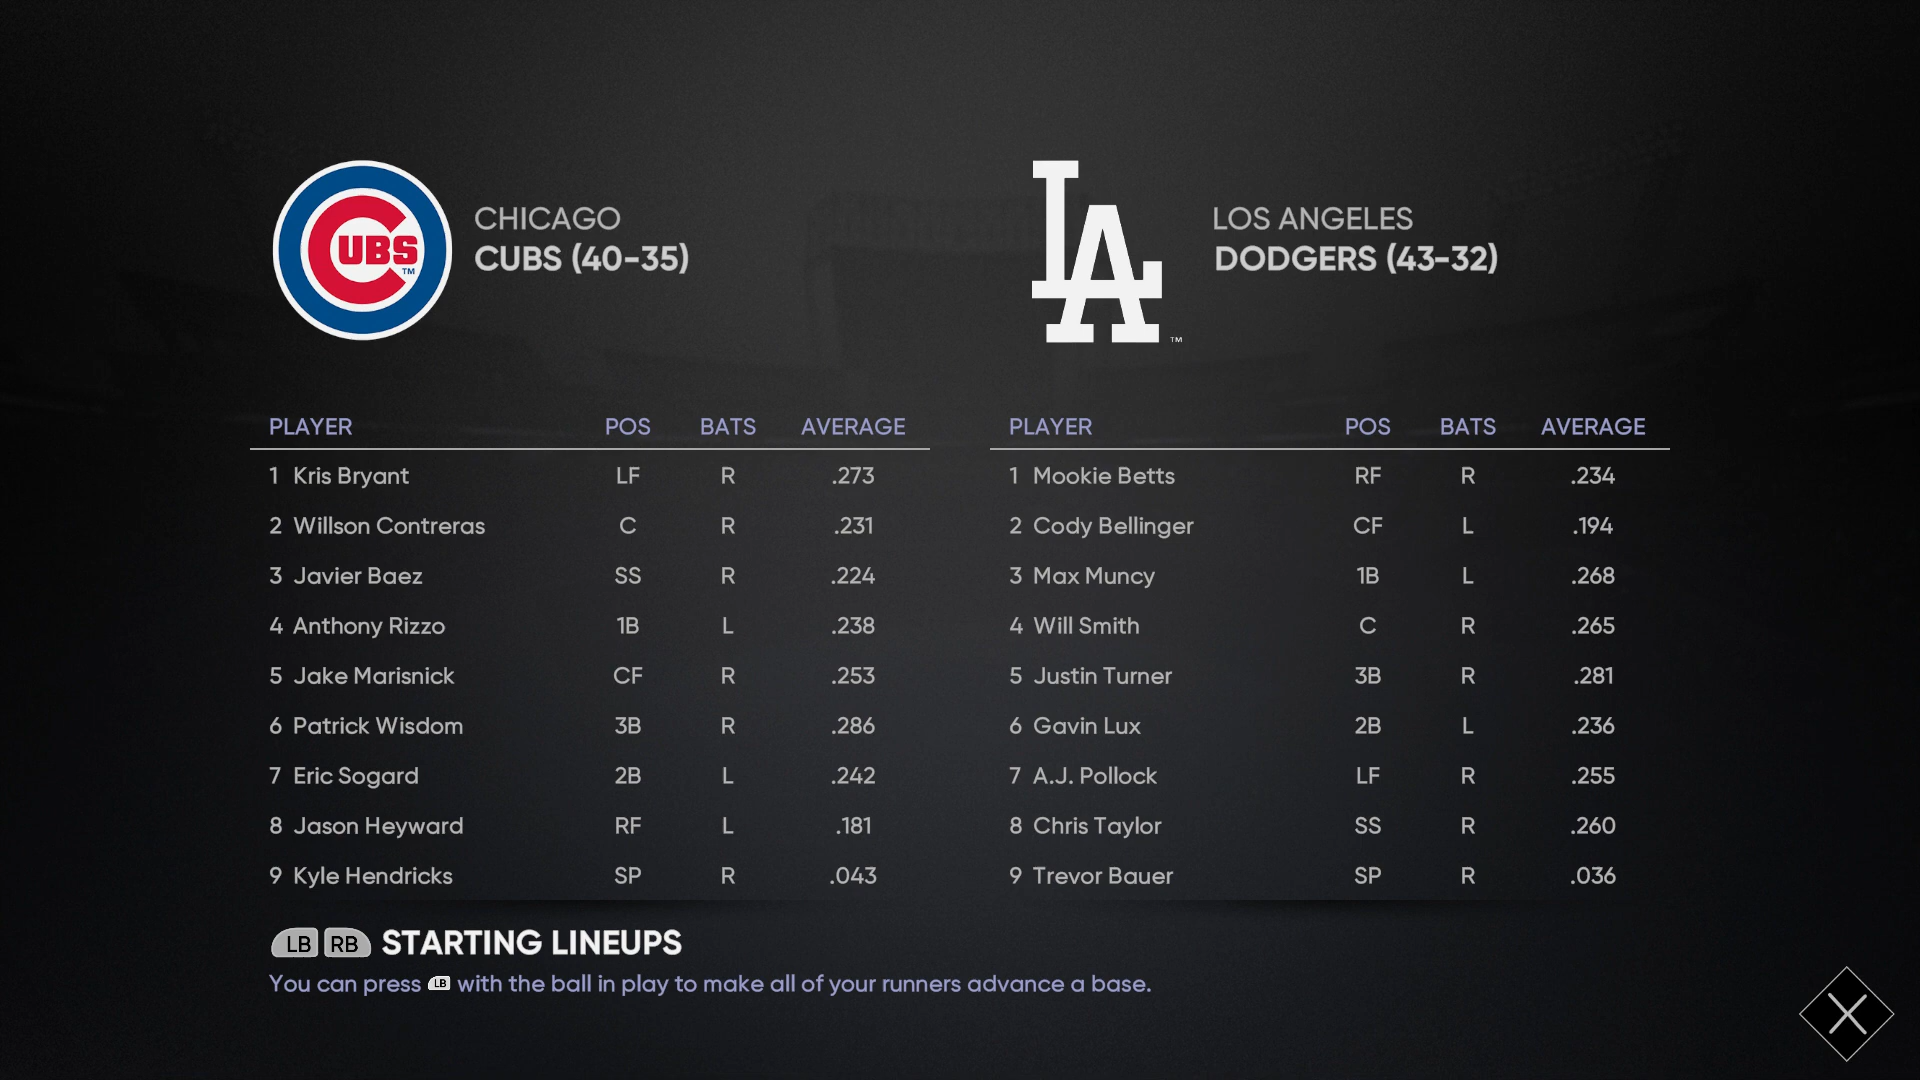 CUBS
TM
CHICAGO
CUBS (40-35)
LA
TM
LOS ANGELES
DODGERS (43-32)
PLAYER POS BATS AVERAGE
1 Kris Bryant LF R .273
2 Willson Contreras C R .231
3 Javier Baez SS R .224
4 Anthony Rizzo 1B L .238
5 Jake Marisnick CF R .253
6 Patrick Wisdom 3B R .286
7 Eric Sogard 2B L .242
8 Jason Heyward RF L .181
9 Kyle Hendricks SP R .043
PLAYER POS BATS AVERAGE
1 Mookie Betts RF R .234
2 Cody Bellinger CF L .194
3 Max Muncy 1B L .268
4 Will Smith C R .265
5 Justin Turner 3B R .281
6 Gavin Lux 2B L .236
7 A.J. Pollock LF R .255
8 Chris Taylor SS R .260
9 Trevor Bauer SP R .036
LB RB STARTING LINEUPS
You can press LB with the ball in play to make all of your runners advance a base.